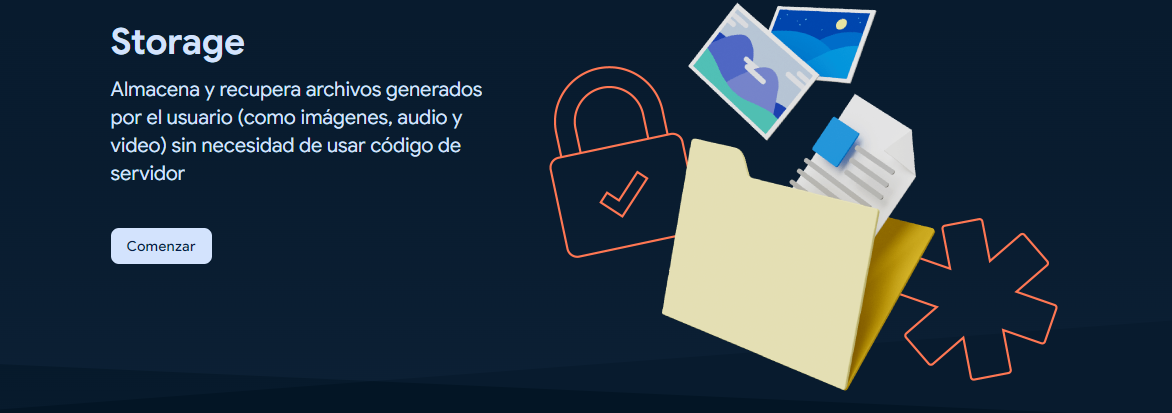 Storage
Almacena y recupera archivos generados
por el usuario (como imágenes, audio y
video) sin necesidad de usar código de
servidor
Comenzar